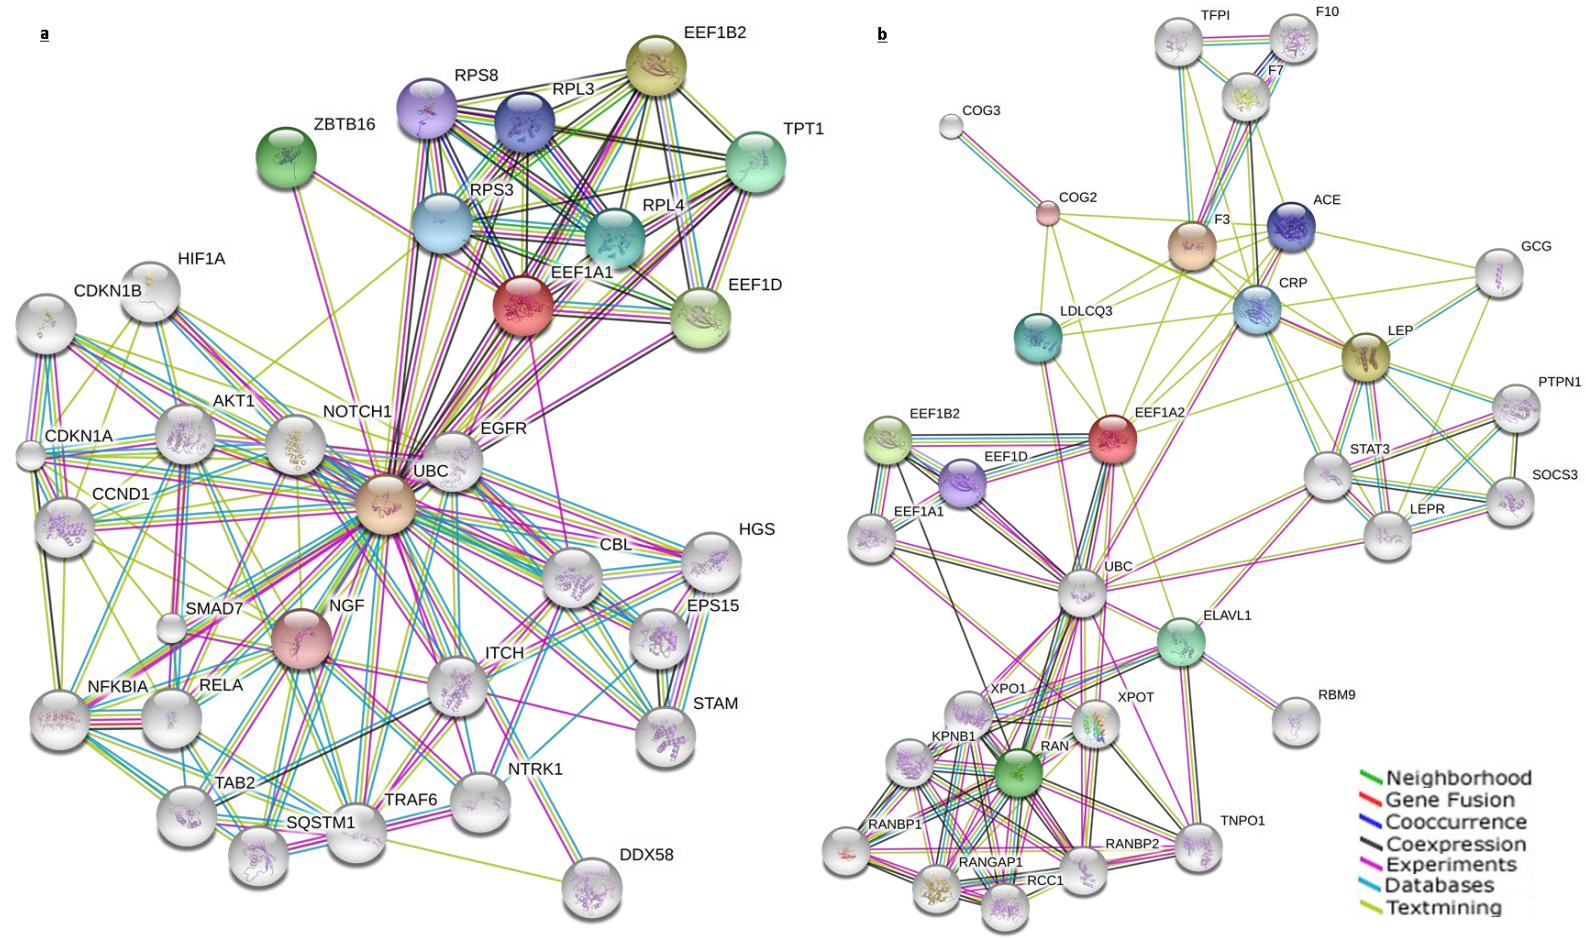 a
EEF1B2
RPS8
RPL3
ZBTB16
TPT1
RPS3
RPL4
HIF1A
EEF1A1
CDKN1B
EEF1D
AKT1
NOTCH1
EGFR
CDKN1A
UBC
CCND1
HGS
CBL
SMAD7
NGF
EPS15
ITCH
NFKBIA
RELA
STAM
NTRK1
TAB2
TRAF6
SQSTM1
DDX58
b
TFPI
F10
F7
COG3
COG2
ACE
F3
GCG
CRP
LDLCQ3
LEP
PTPN1
EEF1B2
EEF1A2
EEF1D
STAT3
SOCS3
EEF1A1
LEPR
UBC
ELAVL1
XPO1
XPOT
RBM9
KPNB1
RAN
RANBP1
TNPO1
RANGAP1
RANBP2
RCC1
Neighborhood
Gene Fusion
Cooccurrence
Coexpression
Experiments
Databases
Textmining